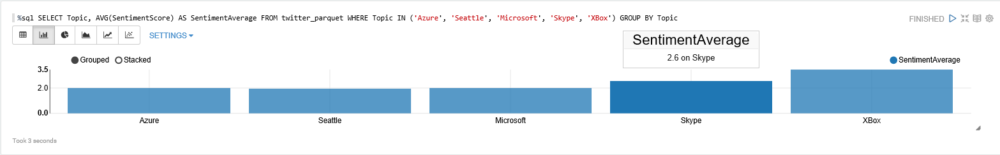 %sql SELECT Topic, AVG(SentimentScore) AS SentimentAverage FROM twitter_parquet WHERE Topic IN ('Azure', 'Seattle', 'Microsoft', 'Skype', 'XBox') GROUP BY Topic
FINISHED
SETTINGS
SentimentAverage
2.6 on Skype
Grouped Stacked
SentimentAverage
3.5
2.0
0.0
Azure Seattle Microsoft Skype XBox
Took 3 seconds